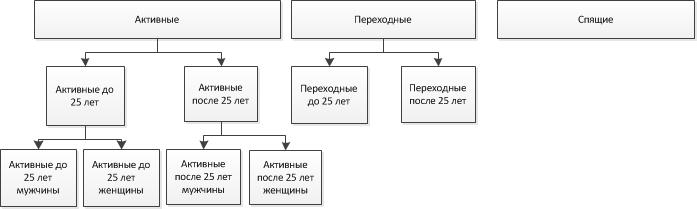 Активные
Переходные
Спящие
Активные до
25 лет
Активные
после 25 лет
Переходные
до 25 лет
Переходные
после 25 лет
Активные до
25 лет
мужчины
Активные до
25 лет
женщины
Активные
после 25 лет
мужчины
Активные
после 25 лет
женщины